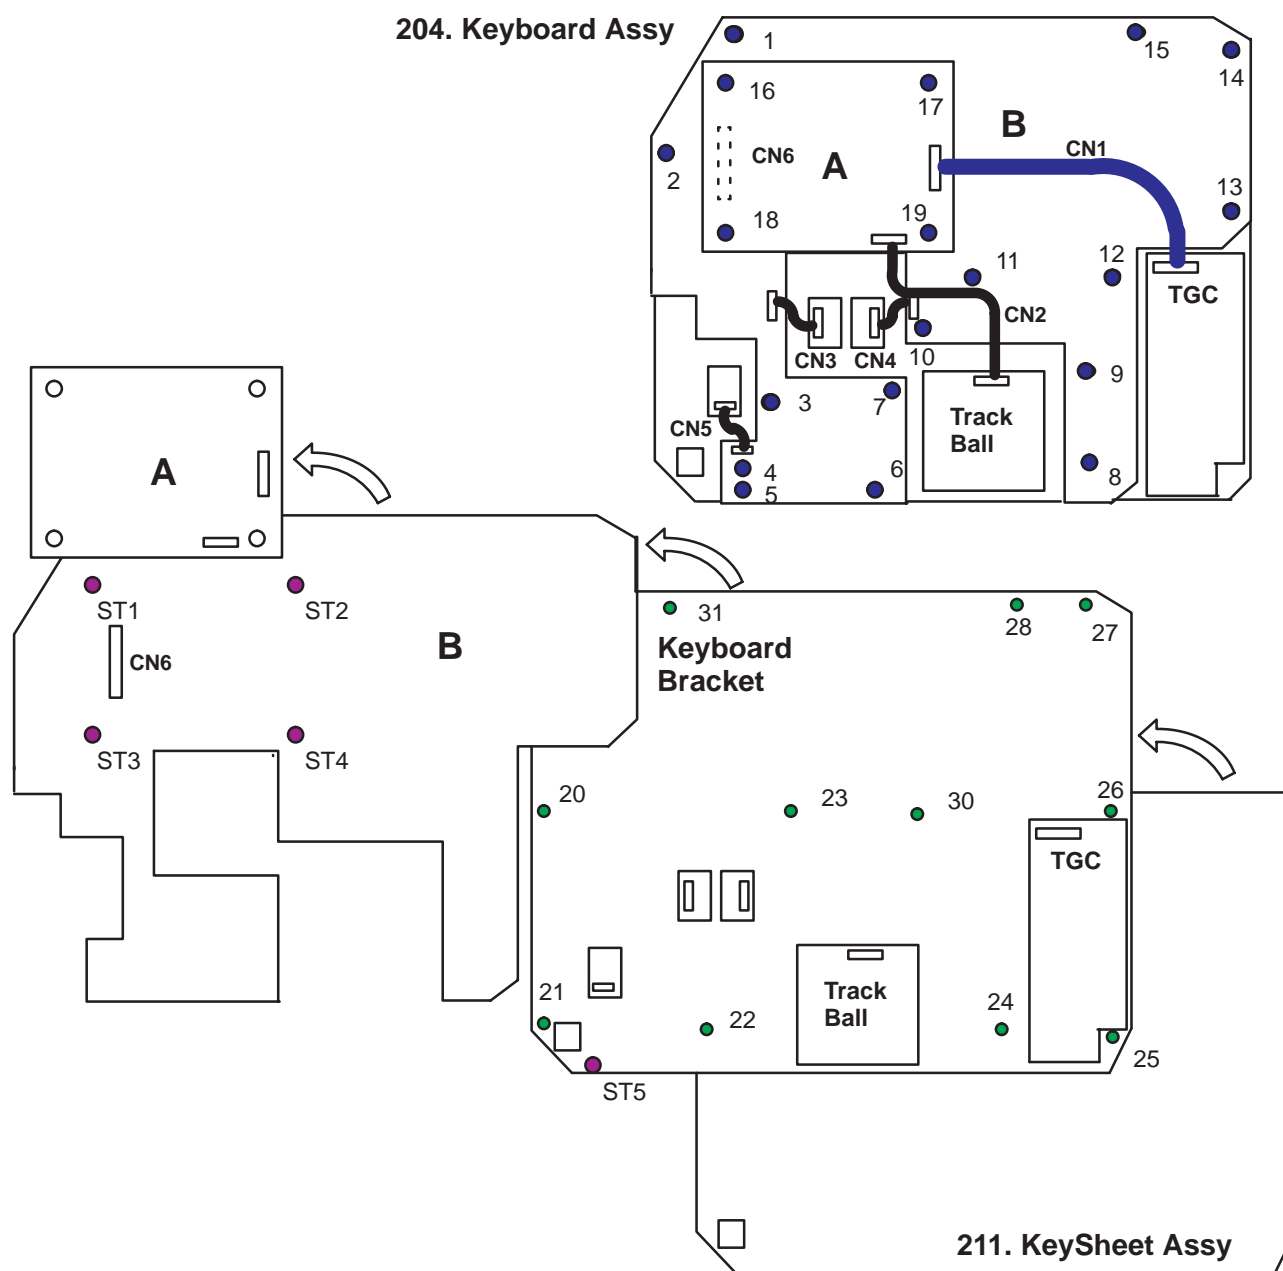 204. Keyboard Assy
1
15
14
16
17
B
CN1
CN6
A
2
13
18
19
11
12
TGC
CN2
10
CN3
CN4
9
3
7
Track
Ball
CN5
4
6
8
5
A
ST1
ST2
31
28
27
B
Keyboard
Bracket
CN6
ST3
ST4
20
23
30
26
TGC
21
22
Track
Ball
24
25
ST5
211. KeySheet Assy